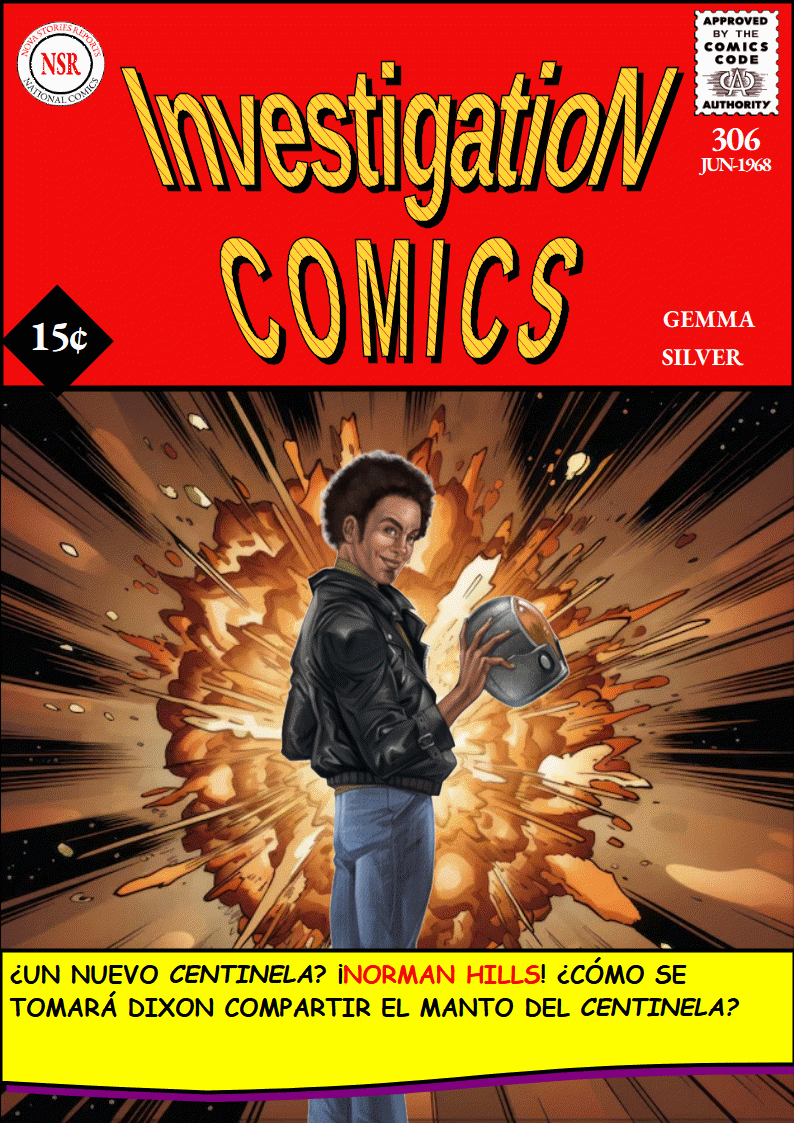 NOVA STORIES REPORTS
NSR
NATIONAL COMICS
APPROVED
BY THE
COMICS
CODE
CA
AUTHORITY
306
JUN-1968
InvestigatioN
COMICS
15¢
GEMMA
SILVER
¿UN NUEVO CENTINELA? ¡NORMAN HILLS! ¿CÓMO SE
TOMARÁ DIXON COMPARTIR EL MANTO DEL CENTINELA?